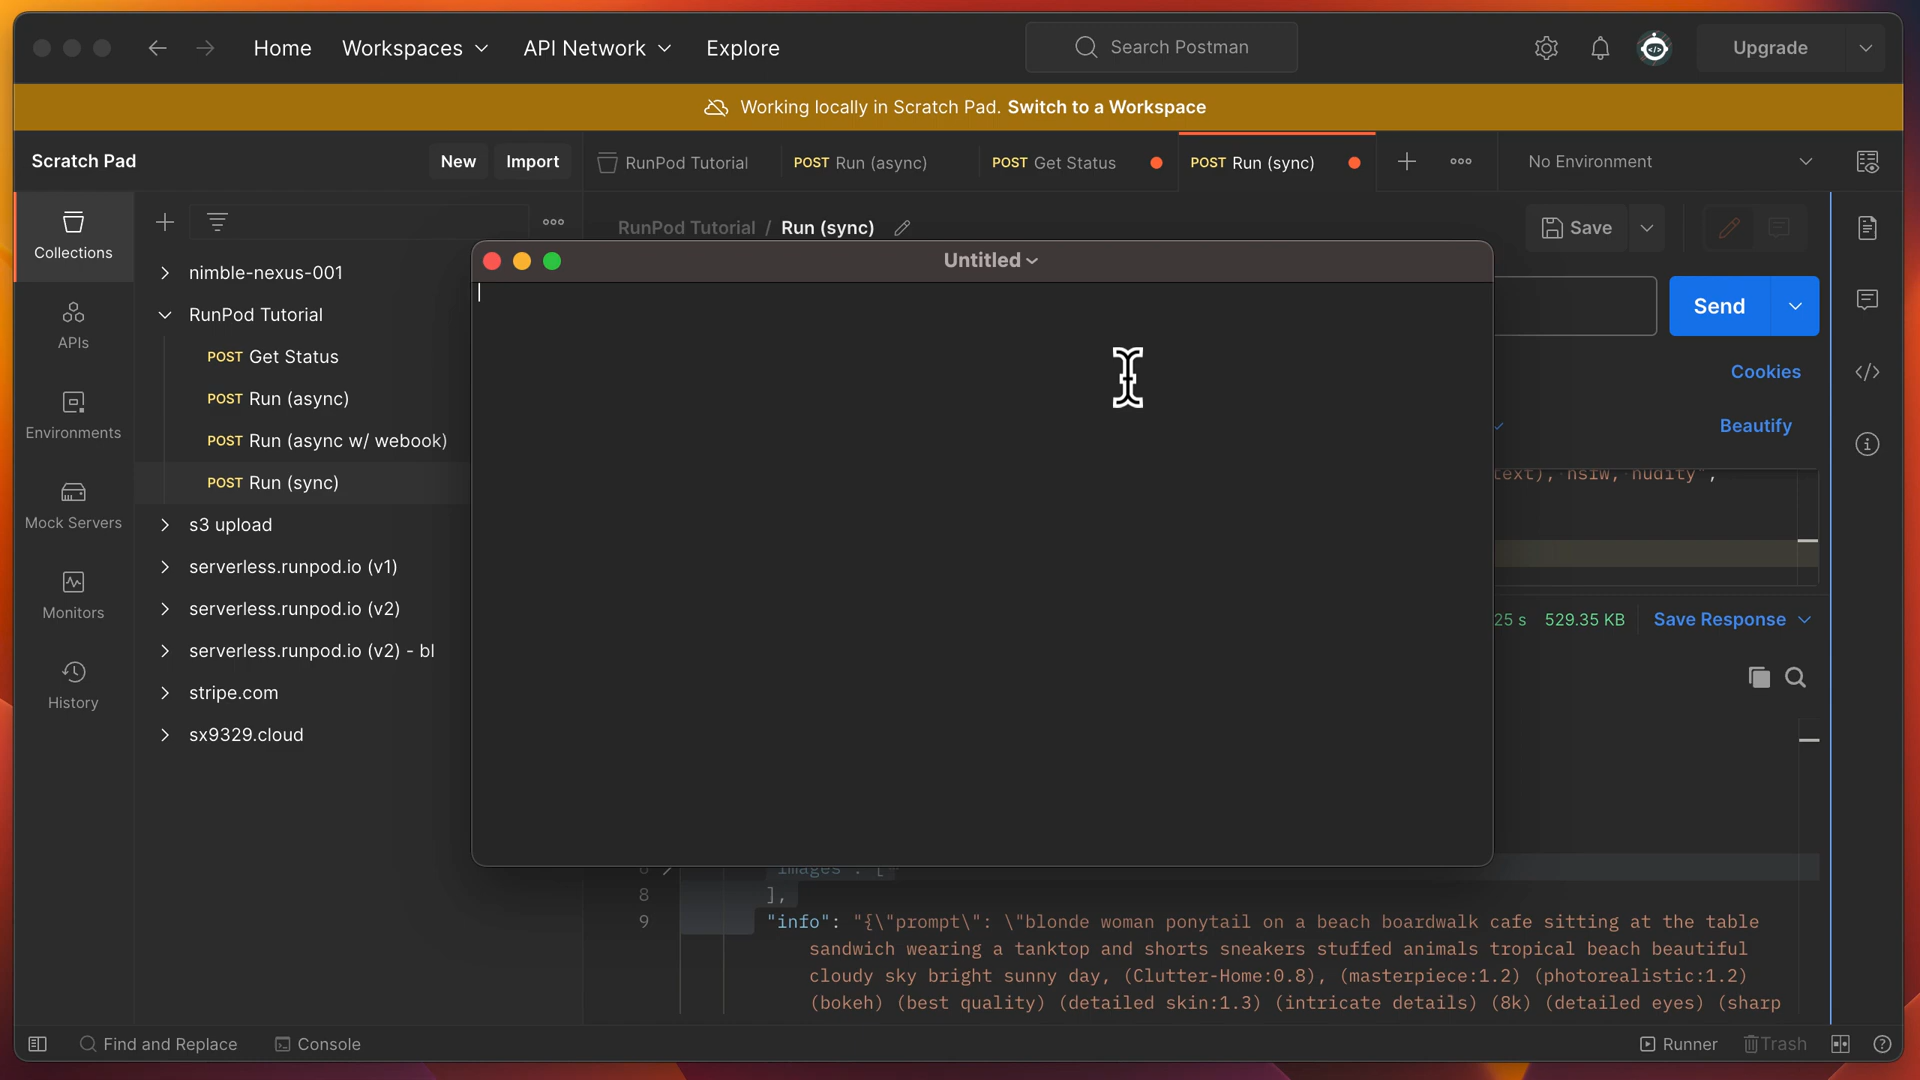 Home Workspaces API Network Explore Search Postman Upgrade
Working locally in Scratch Pad. Switch to a Workspace
Scratch Pad New Import RunPod Tutorial POST Run (async) POST Get Status POST Run (sync) No Environment
RunPod Tutorial / Run (sync) Save
Collections
APIs
Environments
Mock Servers
Monitors
History
nimble-nexus-001
RunPod Tutorial
POST Get Status
POST Run (async)
POST Run (async w/ webook)
POST Run (sync)
s3 upload
serverless.runpod.io (v1)
serverless.runpod.io (v2)
serverless.runpod.io (v2) - bl
stripe.com
sx9329.cloud
Untitled
Send
Cookies
Beautify
text), nsfw, nudity",
25 s 529.35 KB Save Response
6 images : [
8 ],
9 "info": "{\"prompt\": \"blonde woman ponytail on a beach boardwalk cafe sitting at the table
sandwich wearing a tanktop and shorts sneakers stuffed animals tropical beach beautiful
cloudy sky bright sunny day, (Clutter-Home:0.8), (masterpiece:1.2) (photorealistic:1.2)
(bokeh) (best quality) (detailed skin:1.3) (intricate details) (8k) (detailed eyes) (sharp
Find and Replace Console Runner Trash